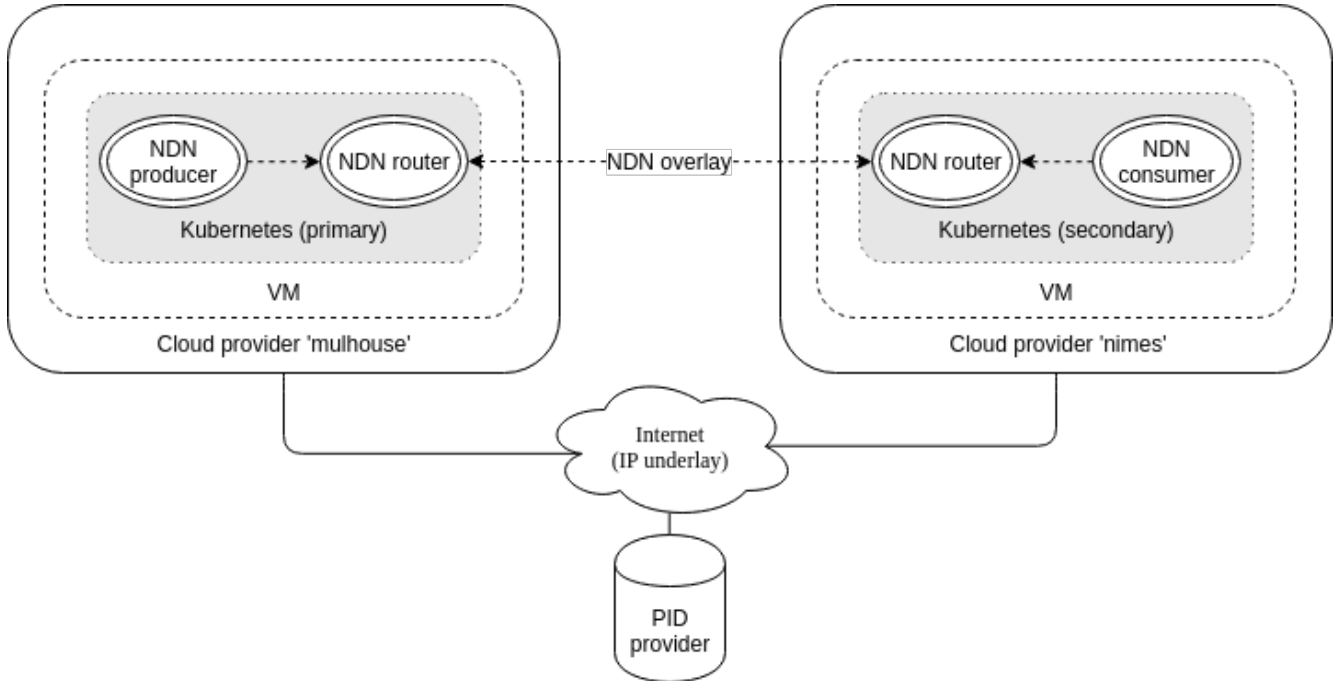 NDN
producer
NDN router
NDN overlay
NDN router
NDN
consumer
Kubernetes (primary)
Kubernetes (secondary)
VM
VM
Cloud provider 'mulhouse'
Cloud provider 'nimes'
Internet
(IP underlay)
PID
provider